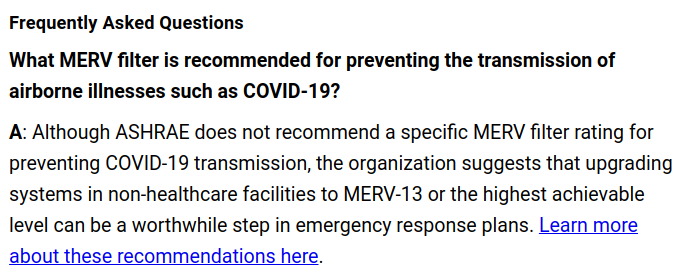 Frequently Asked Questions
What MERV filter is recommended for preventing the transmission of
airborne illnesses such as COVID-19?
A: Although ASHRAE does not recommend a specific MERV filter rating for
preventing COVID-19 transmission, the organization suggests that upgrading
systems in non-healthcare facilities to MERV-13 or the highest achievable
level can be a worthwhile step in emergency response plans. Learn more
about these recommendations here.